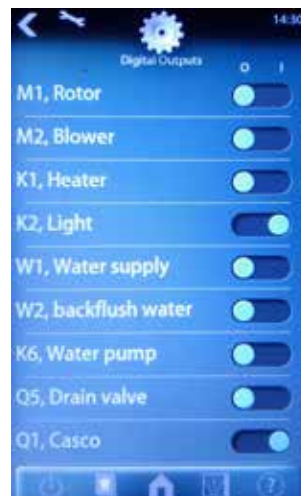 14:30
Digital Outputs
O I
M1, Rotor
M2, Blower
K1, Heater
K2, Light
W1, Water supply
W2, backflush water
K6, Water pump
Q5, Drain valve
Q1, Casco
?